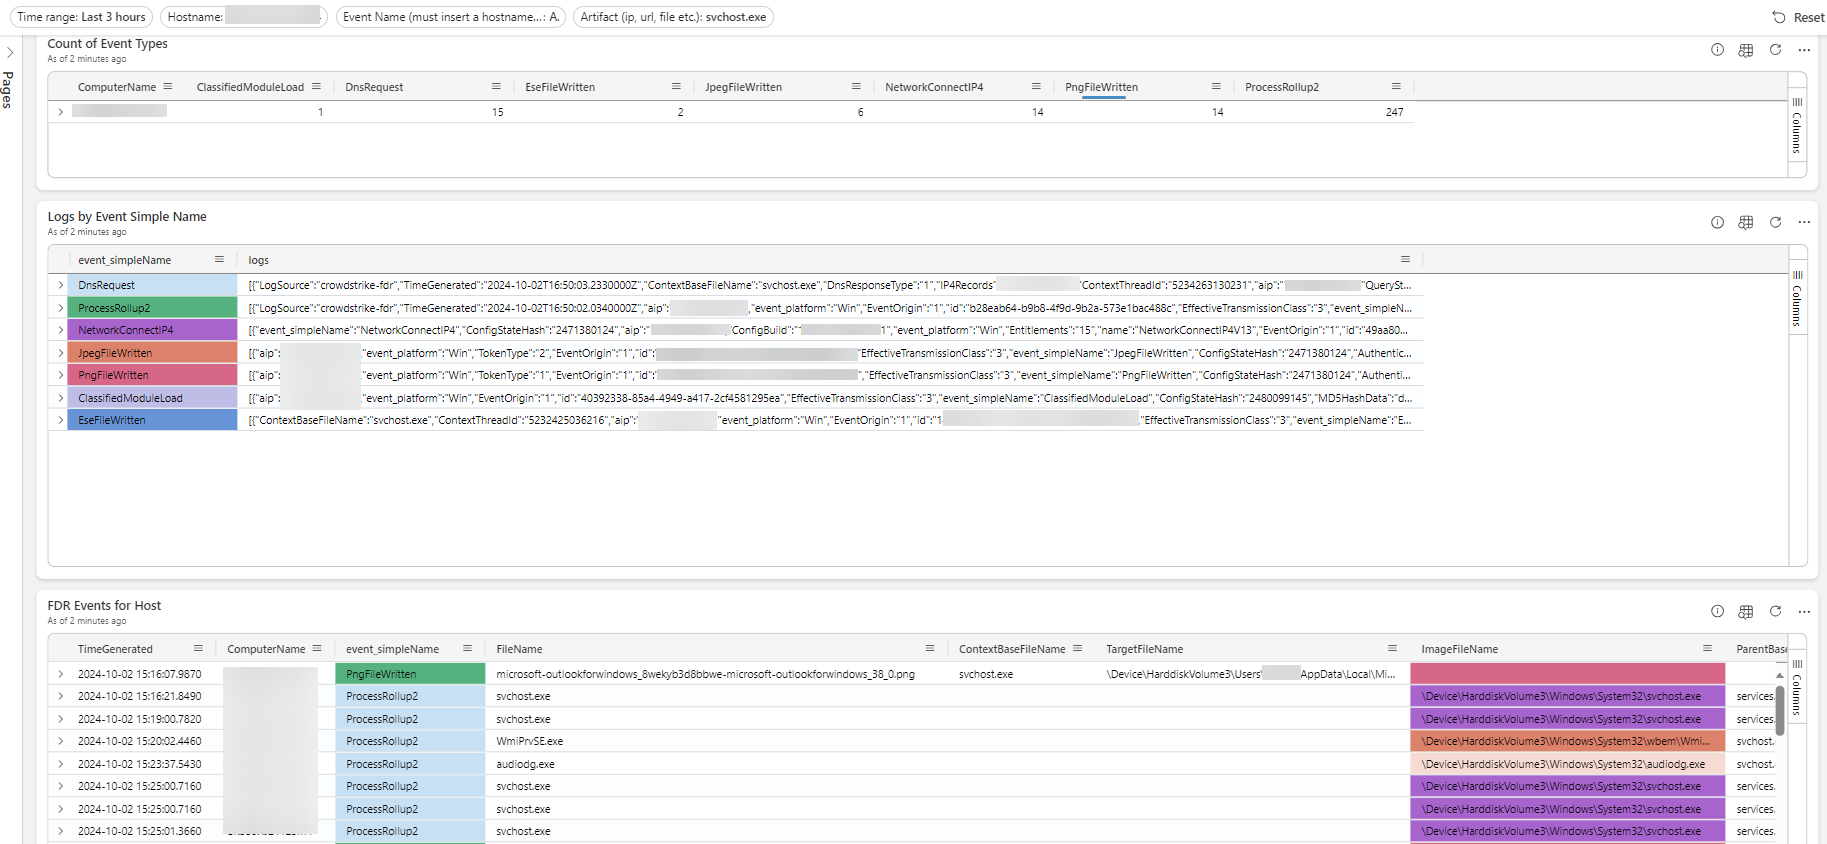 Time range: Last 3 hours Hostname: Event Name (must insert a hostname...: A. Artifact (ip, url, file etc.): svchost.exe Reset
Pages
Count of Event Types
As of 2 minutes ago
ComputerName ClassifiedModuleLoad DnsRequest EseFileWritten JpegFileWritten NetworkConnectIP4 PngFileWritten ProcessRollup2
1 15 2 6 14 14 247
Columns
Logs by Event Simple Name
As of 2 minutes ago
event_simpleName logs
DnsRequest [{"LogSource":"crowdstrike-fdr","TimeGenerated":"2024-10-02T16:50:03.2330000Z","ContextBaseFileName":"svchost.exe","DnsResponseType":"1","IP4Records" 'ContextThreadId":"5234263130231","aip":" "QuerySt...
ProcessRollup2 [{"LogSource":"crowdstrike-fdr","TimeGenerated":"2024-10-02T16:50:02.0340000Z","aip": ,"event_platform":"Win","EventOrigin":"1","id":"b28eab64-b9b8-4f9d-9b2a-573e1bac488c","EffectiveTransmissionClass":"3","event_simpleN...
NetworkConnectIP4 [{"event_simpleName":"NetworkConnectIP4","ConfigStateHash":"2471380124","aip": 'ConfigBuild":"1 1","event_platform":"Win","Entitlements":"15","name":"NetworkConnectIP4V13","EventOrigin":"1","id":"49aa80...
JpegFileWritten [{"aip": "event_platform":"Win","TokenType":"2","EventOrigin":"1","id": "EffectiveTransmissionClass":"3","event_simpleName":"JpegFileWritten","ConfigStateHash":"2471380124","Authentic...
PngFileWritten [{"aip": "event_platform":"Win","TokenType":"1","EventOrigin":"1","id": ,"EffectiveTransmissionClass":"3","event_simpleName":"PngFileWritten","ConfigStateHash":"2471380124","Authenti...
ClassifiedModuleLoad [{"aip": "event_platform":"Win","EventOrigin":"1","id":"40392338-85a4-4949-a417-2cf4581295ea","EffectiveTransmissionClass":"3","event_simpleName":"ClassifiedModuleLoad","ConfigStateHash":"2480099145","MD5HashData":"d...
EseFileWritten [{"ContextBaseFileName":"svchost.exe","ContextThreadId":"5232425036216","aip":" "event_platform":"Win","EventOrigin":"1","id":"1 "EffectiveTransmissionClass":"3","event_simpleName":"E...
Columns
FDR Events for Host
As of 2 minutes ago
TimeGenerated ComputerName event_simpleName FileName ContextBaseFileName TargetFileName ImageFileName ParentBase
2024-10-02 15:16:07.9870 PngFileWritten microsoft-outlookforwindows_8wekyb3d8bbwe-microsoft-outlookforwindows_38_0.png svchost.exe \Device\HarddiskVolume3\Users\ AppData\Local\Mi...
2024-10-02 15:16:21.8490 ProcessRollup2 svchost.exe \Device\HarddiskVolume3\Windows\System32\svchost.exe services.
2024-10-02 15:19:00.7820 ProcessRollup2 svchost.exe \Device\HarddiskVolume3\Windows\System32\svchost.exe services.
2024-10-02 15:20:02.4460 ProcessRollup2 WmiPrvSE.exe \Device\HarddiskVolume3\Windows\System32\wbem\Wmi... svchost.
2024-10-02 15:23:37.5430 ProcessRollup2 audiodg.exe \Device\HarddiskVolume3\Windows\System32\audiodg.exe svchost.
2024-10-02 15:25:00.7160 ProcessRollup2 svchost.exe \Device\HarddiskVolume3\Windows\System32\svchost.exe services.
2024-10-02 15:25:00.7160 ProcessRollup2 svchost.exe \Device\HarddiskVolume3\Windows\System32\svchost.exe services.
2024-10-02 15:25:01.3660 ProcessRollup2 svchost.exe \Device\HarddiskVolume3\Windows\System32\svchost.exe services.
Columns